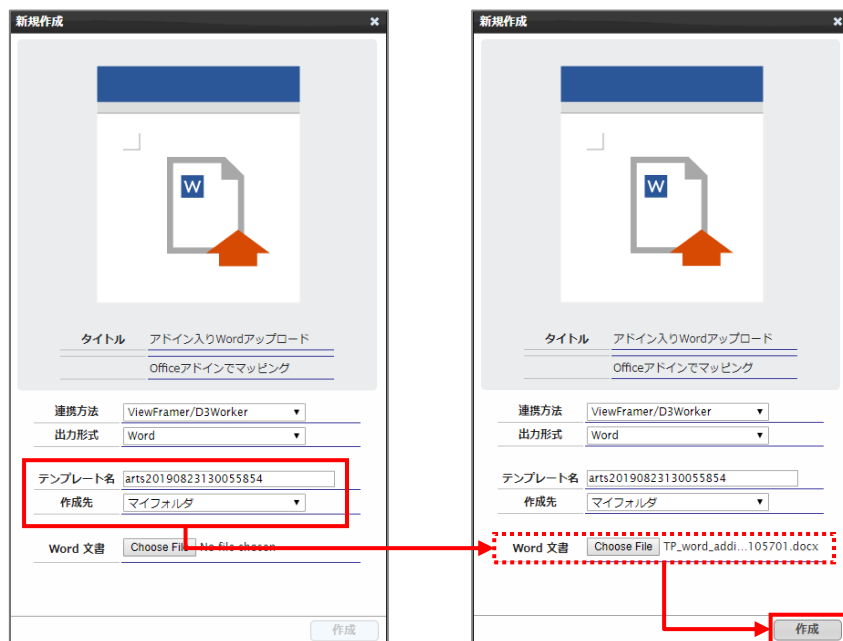 新規作成 ×
W
タイトル アドイン入りWordアップロード
Officeアドインでマッピング
連携方法 ViewFramer/D3Worker ▼
出力形式 Word ▼
テンプレート名 arts20190823130055854
作成先 マイフォルダ ▼
Word 文書 Choose File No file chosen
作成
新規作成 ×
W
タイトル アドイン入りWordアップロード
Officeアドインでマッピング
連携方法 ViewFramer/D3Worker ▼
出力形式 Word ▼
テンプレート名 arts20190823130055854
作成先 マイフォルダ ▼
Word 文書 Choose File TP_word_addi...105701.docx
作成